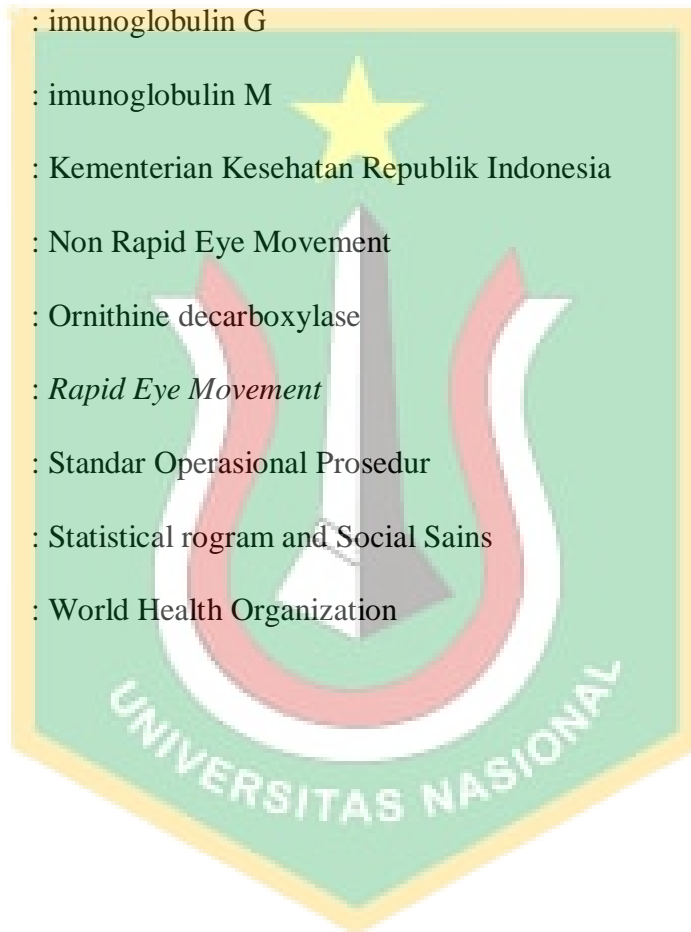 : imunoglobulin G
: imunoglobulin M
: Kementerian Kesehatan Republik Indonesia
: Non Rapid Eye Movement
: Ornithine decarboxylase
: Rapid Eye Movement
: Standar Operasional Prosedur
: Statistical rogram and Social Sains
: World Health Organization
UNIVERSITAS NASIONAL